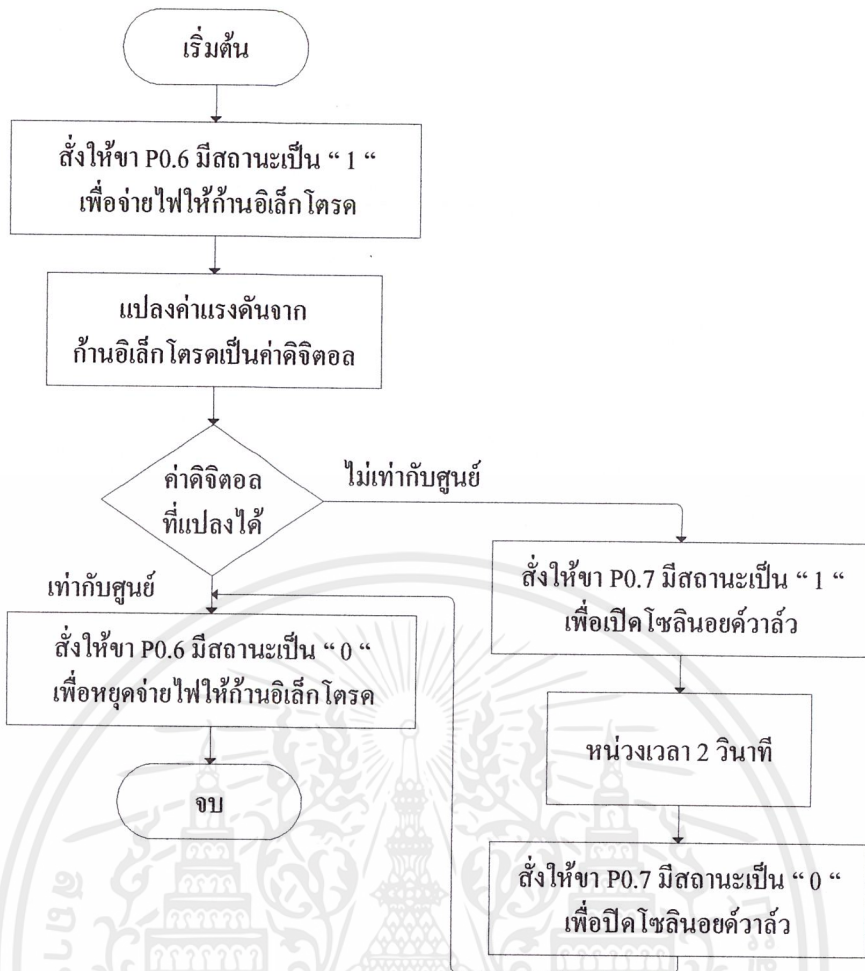 เริ่มต้น
สั่งให้ขา P0.6 มีสถานะเป็น “ 1 “
เพื่อจ่ายไฟให้ก้านอิเล็กโตรด
แปลงค่าแรงดันจาก
ก้านอิเล็กโตรดเป็นค่าดิจิตอล
ค่าดิจิตอล
ที่แปลงได้
ไม่เท่ากับศูนย์
เท่ากับศูนย์
สั่งให้ขา P0.6 มีสถานะเป็น “ 0 “
เพื่อหยุดจ่ายไฟให้ก้านอิเล็กโตรด
จบ
สั่งให้ขา P0.7 มีสถานะเป็น “ 1 “
เพื่อเปิดโซลินอยค์วาล์ว
หน่วงเวลา 2 วินาที
สั่งให้ขา P0.7 มีสถานะเป็น “ 0 “
เพื่อปิดโซลินอยค์วาล์ว